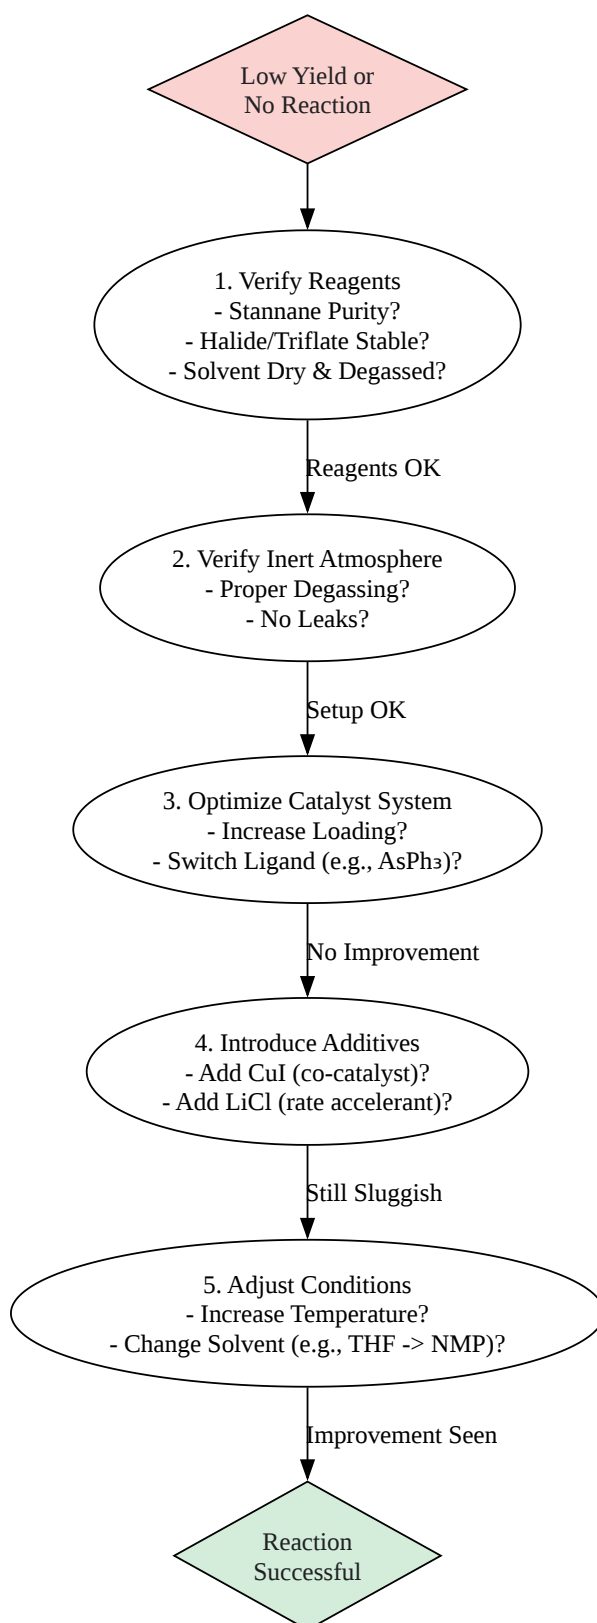 Low Yield or
No Reaction
1. Verify Reagents
- Stannane Purity?
- Halide/Triflate Stable?
- Solvent Dry & Degassed?
Reagents OK
2. Verify Inert Atmosphere
- Proper Degassing?
- No Leaks?
Setup OK
3. Optimize Catalyst System
- Increase Loading?
- Switch Ligand (e.g., AsPh₃)?
No Improvement
4. Introduce Additives
- Add CuI (co-catalyst)?
- Add LiCl (rate accelerant)?
Still Sluggish
5. Adjust Conditions
- Increase Temperature?
- Change Solvent (e.g., THF -> NMP)?
Improvement Seen
Reaction
Successful